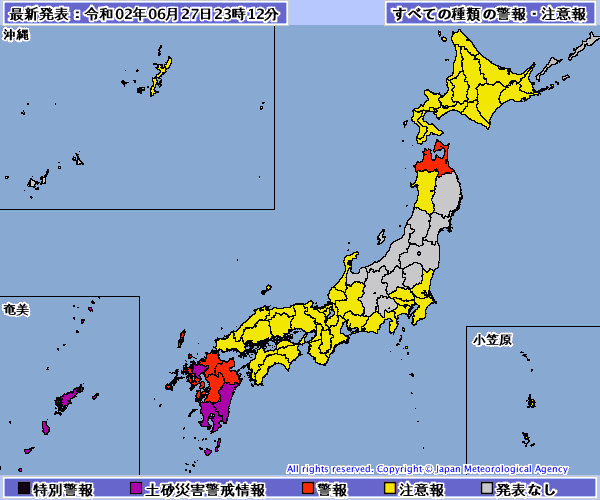 最新発表：令和02年06月27日23時12分
すべての種類の警報・注意報
沖縄
奄美
小笠原
All rights reserved. Copyright © Japan Meteorological Agency
特別警報
土砂災害警戒情報
警報
注意報
発表なし